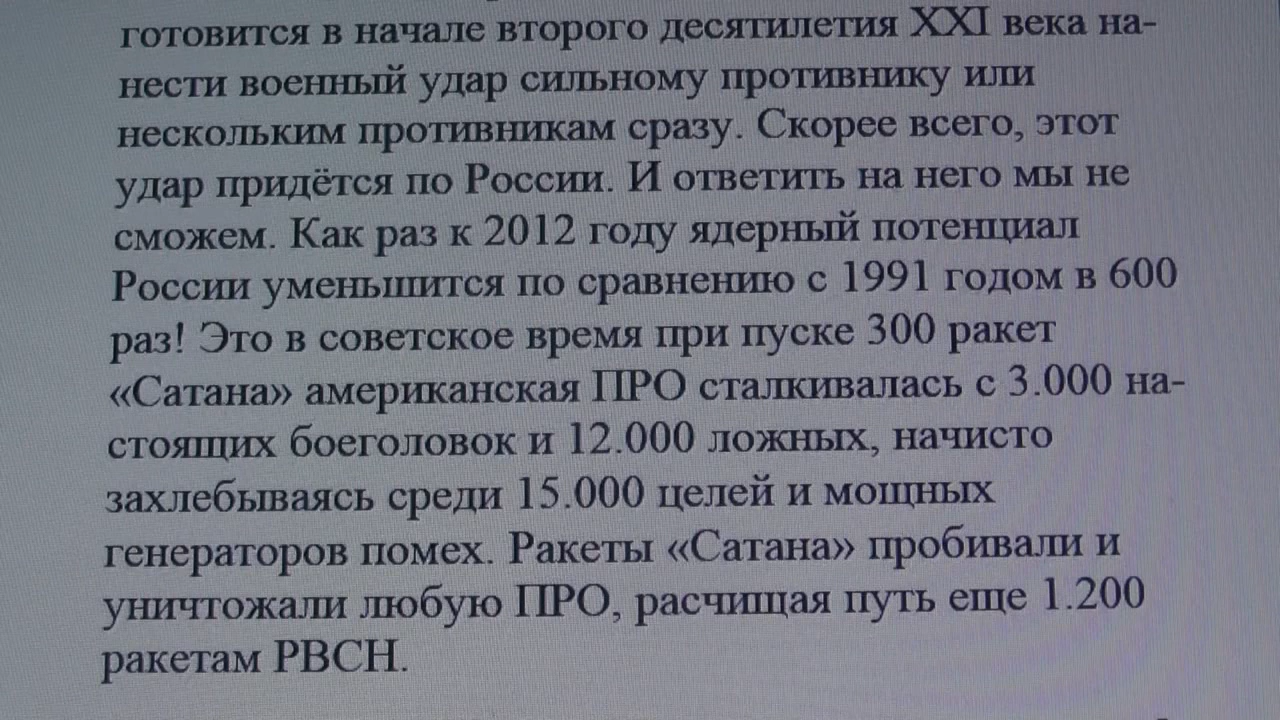 готовится в начале второго десятилетия XXI века на-
нести военный удар сильному противнику или
нескольким противникам сразу. Скорее всего, этот
удар придётся по России. И ответить на него мы не
сможем. Как раз к 2012 году ядерный потенциал
России уменьшится по сравнению с 1991 годом в 600
раз! Это в советское время при пуске 300 ракет
«Сатана» американская ПРО сталкивалась с 3.000 на-
стоящих боеголовок и 12.000 ложных, начисто
захлебываясь среди 15.000 целей и мощных
генераторов помех. Ракеты «Сатана» пробивали и
уничтожали любую ПРО, расчищая путь еще 1.200
ракетам РВСН.